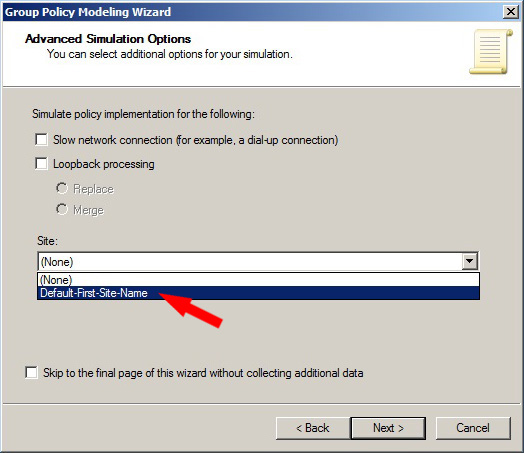 Group Policy Modeling Wizard
Advanced Simulation Options
You can select additional options for your simulation.
Simulate policy implementation for the following:
Slow network connection (for example, a dial-up connection)
Loopback processing
Replace
Merge
Site:
(None)
(None)
Default-First-Site-Name
Skip to the final page of this wizard without collecting additional data
< Back
Next >
Cancel